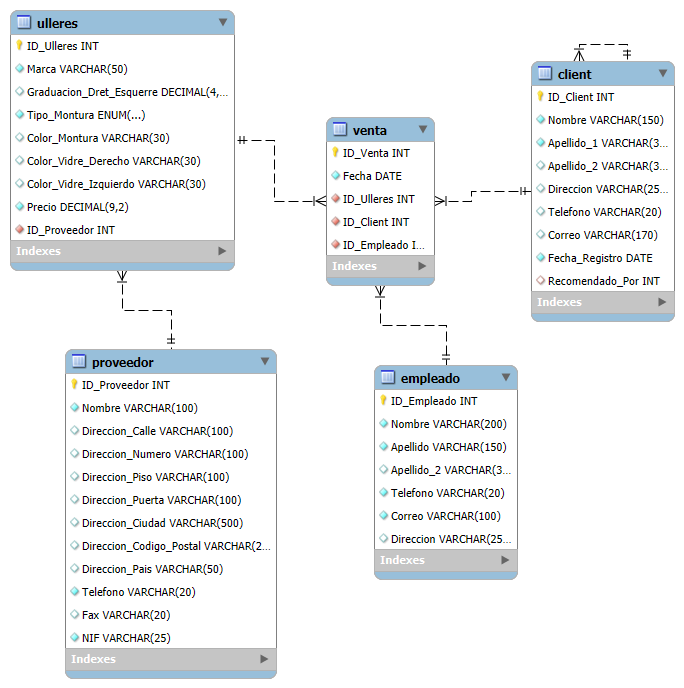 ulleres
ID_Ulleres INT
Marca VARCHAR(50)
Graduacion_Dret_Esquerre DECIMAL(4,...
Tipo_Montura ENUM(...)
Color_Montura VARCHAR(30)
Color_Vidre_Derecho VARCHAR(30)
Color_Vidre_Izquierdo VARCHAR(30)
Precio DECIMAL(9,2)
ID_Proveedor INT
Indexes
venta
ID_Venta INT
Fecha DATE
ID_Ulleres INT
ID_Client INT
ID_Empleado I...
Indexes
client
ID_Client INT
Nombre VARCHAR(150)
Apellido_1 VARCHAR(3...
Apellido_2 VARCHAR(3...
Direccion VARCHAR(25...
Telefono VARCHAR(20)
Correo VARCHAR(170)
Fecha_Registro DATE
Recomendado_Por INT
Indexes
proveedor
ID_Proveedor INT
Nombre VARCHAR(100)
Direccion_Calle VARCHAR(100)
Direccion_Numero VARCHAR(100)
Direccion_Piso VARCHAR(100)
Direccion_Puerta VARCHAR(100)
Direccion_Ciudad VARCHAR(500)
Direccion_Codigo_Postal VARCHAR(2...
Direccion_Pais VARCHAR(50)
Telefono VARCHAR(20)
Fax VARCHAR(20)
NIF VARCHAR(25)
Indexes
empleado
ID_Empleado INT
Nombre VARCHAR(200)
Apellido VARCHAR(150)
Apellido_2 VARCHAR(3...
Telefono VARCHAR(20)
Correo VARCHAR(100)
Direccion VARCHAR(25...
Indexes